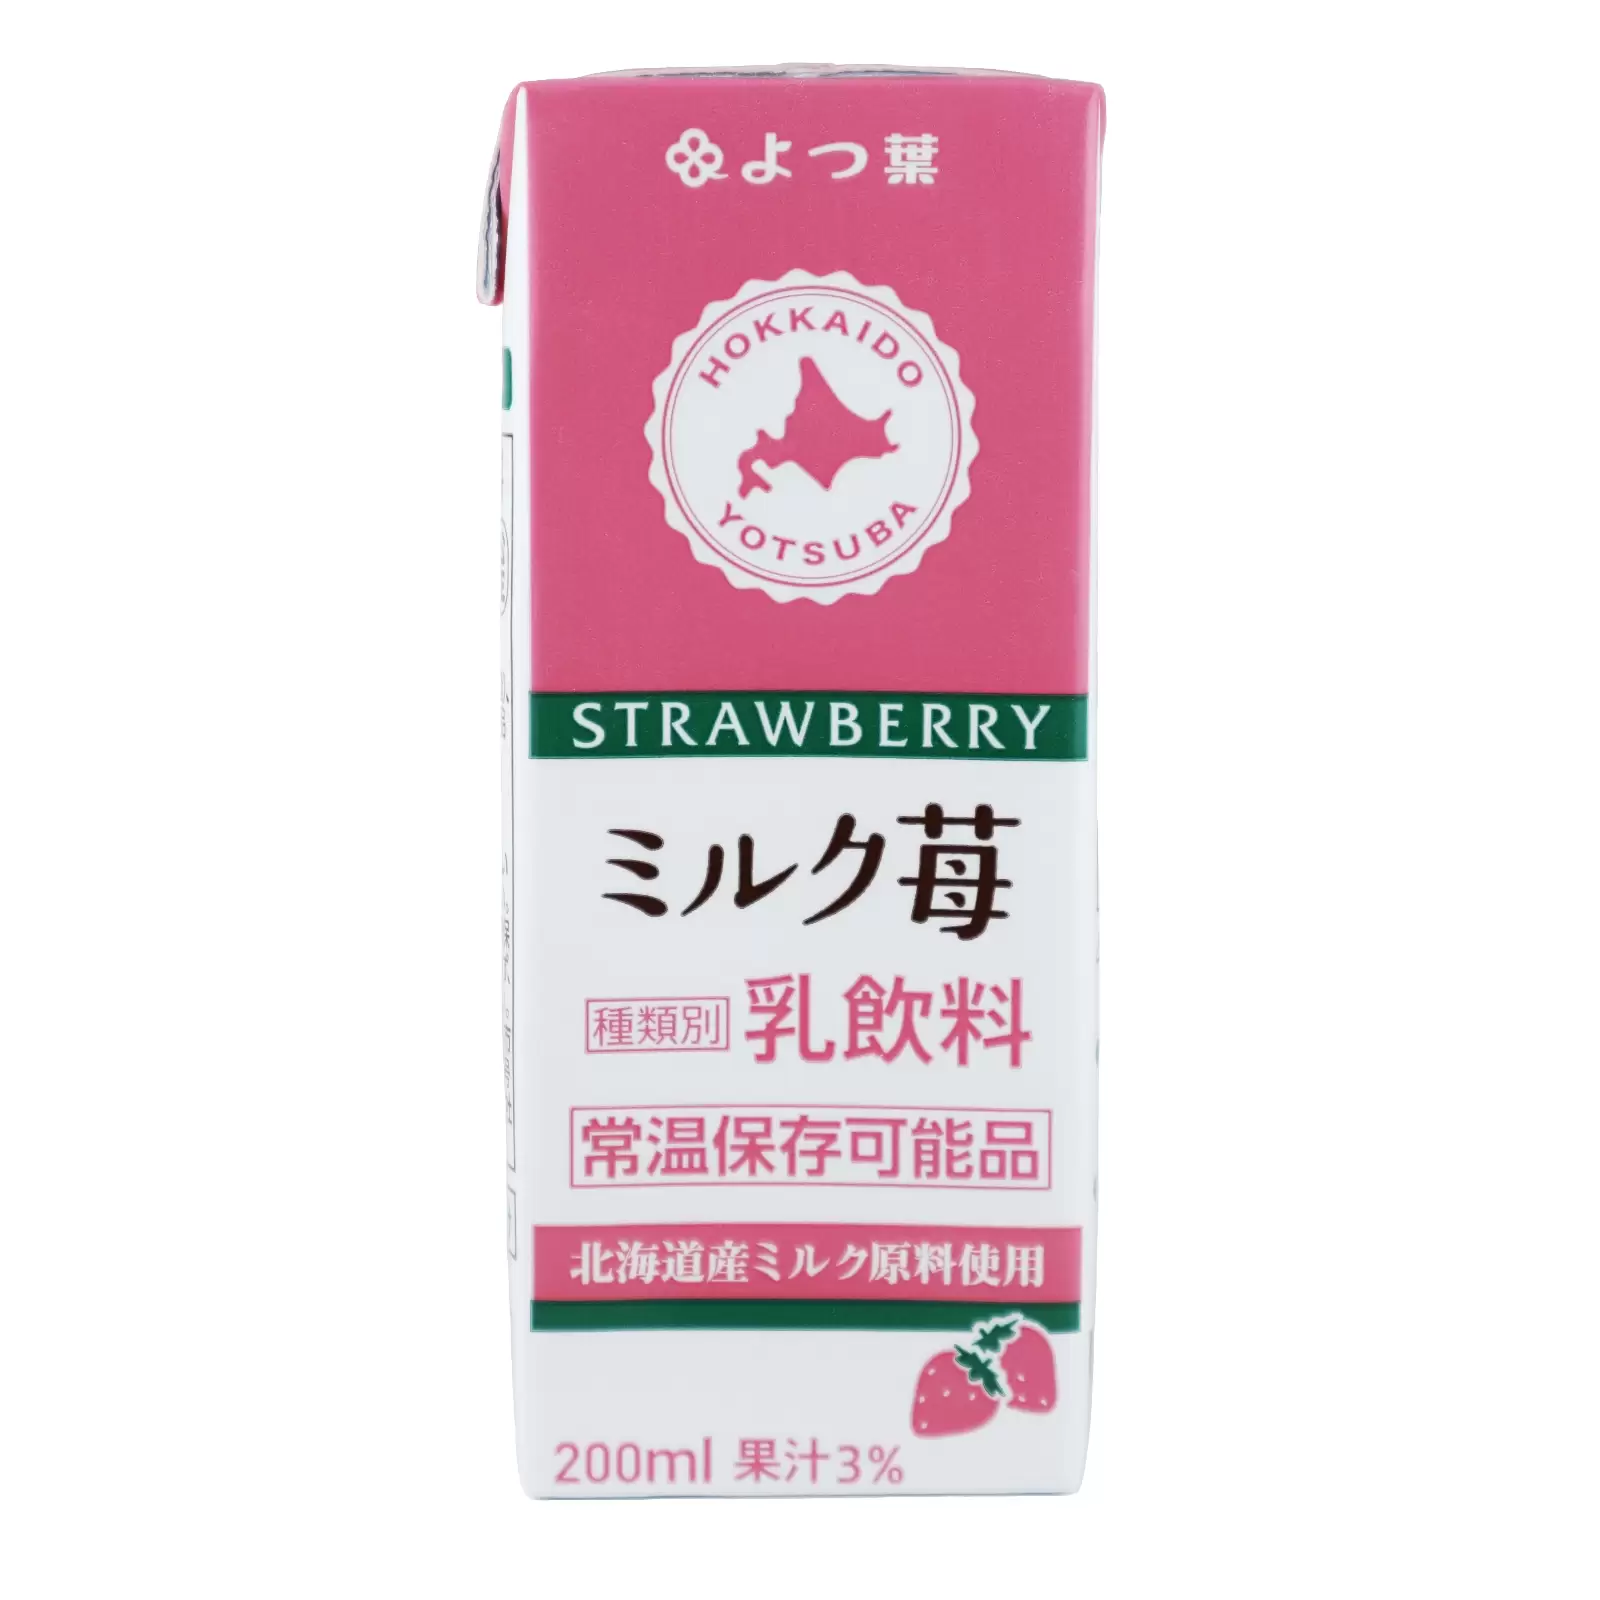 よつ葉
HOKKAIDO
YOTSUBA
STRAWBERRY
ミルク苺
種類別 乳飲料
常温保存可能品
北海道産ミルク原料使用
200ml 果汁3%